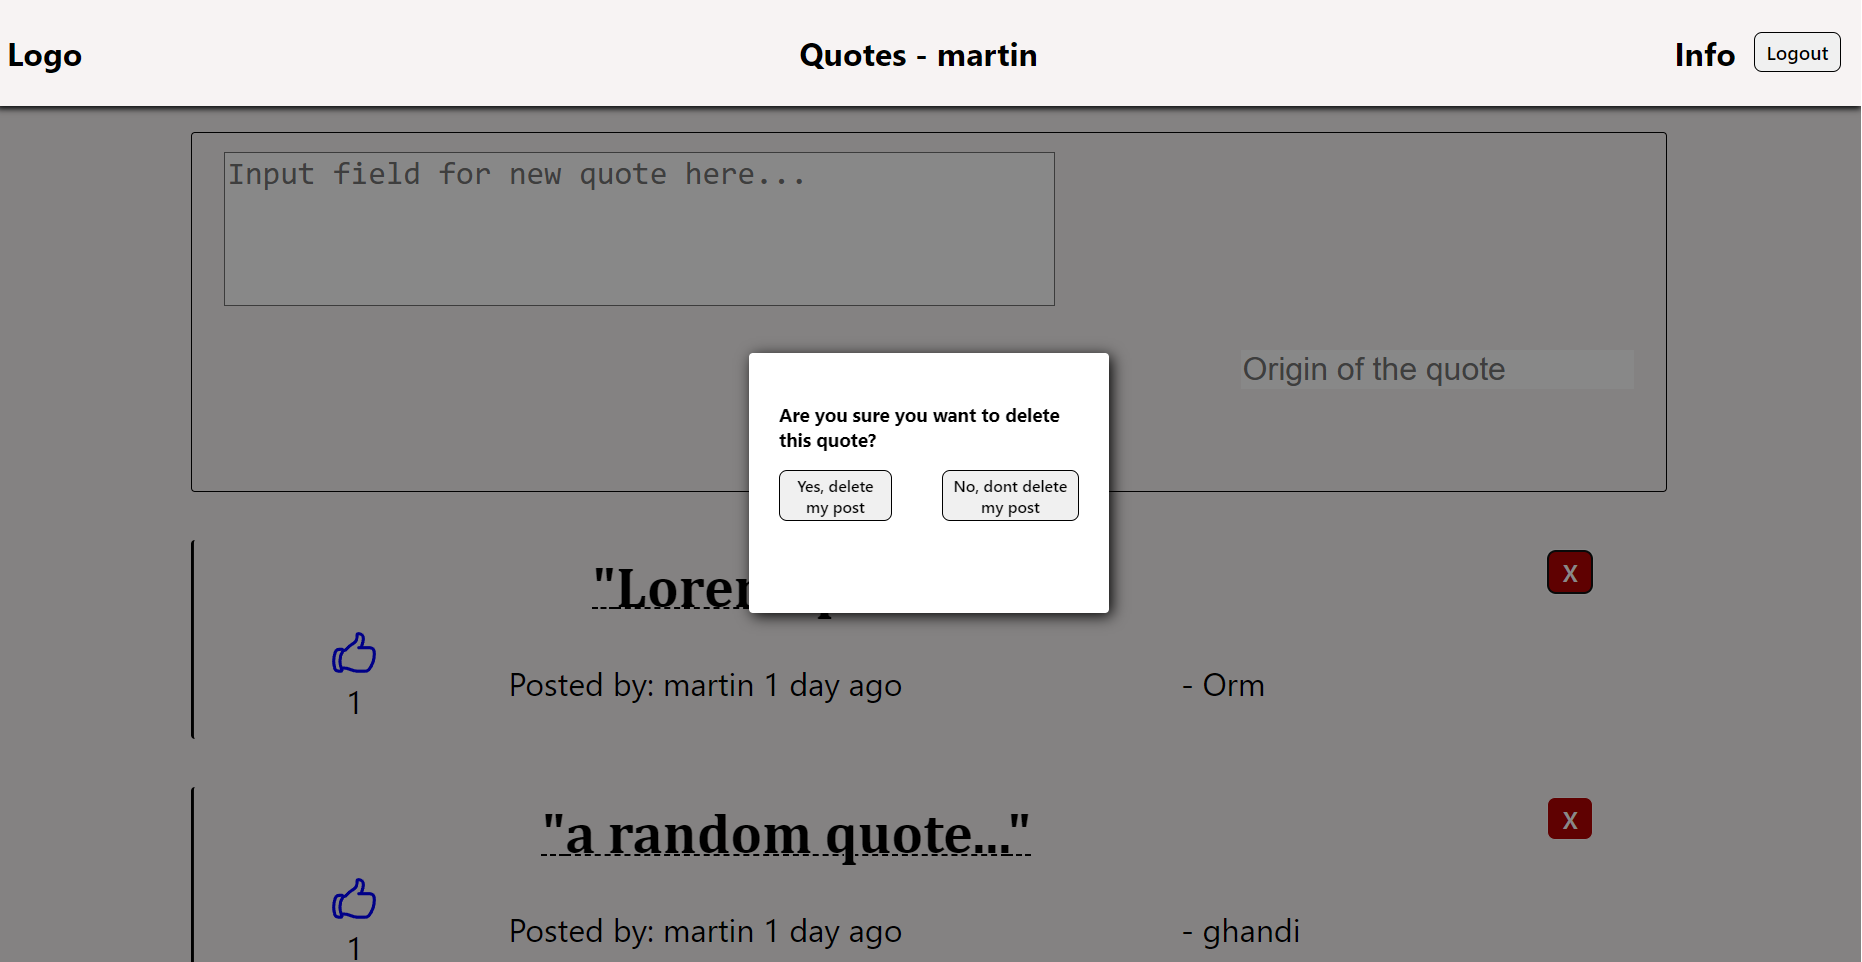 Logo
Quotes - martin
Info
Logout
Input field for new quote here...
Origin of the quote
Are you sure you want to delete
this quote?
Yes, delete
my post
No, dont delete
my post
X
1
Posted by: martin 1 day ago
- Orm
"a random quote..."
X
1
Posted by: martin 1 day ago
- ghandi